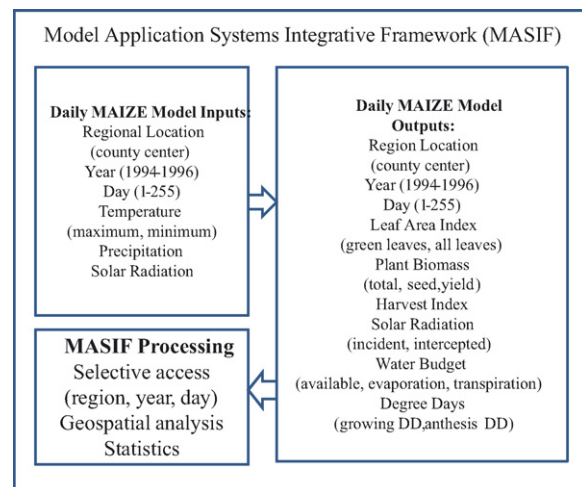 Model Application Systems Integrative Framework (MASIF)
Daily MAIZE Model Inputs:
Regional Location
(county center)
Year (1994-1996)
Day (1-255)
Temperature
(maximum, minimum)
Precipitation
Solar Radiation
Daily MAIZE Model
Outputs:
Region Location
(county center)
Year (1994-1996)
Day (1-255)
Leaf Area Index
(green leaves, all leaves)
Plant Biomass
(total, seed,yield)
Harvest Index
Solar Radiation
(incident, intercepted)
Water Budget
(available, evaporation, transpiration)
Degree Days
(growing DD,anthesis DD)
MASIF Processing
Selective access
(region, year, day)
Geospatial analysis
Statistics